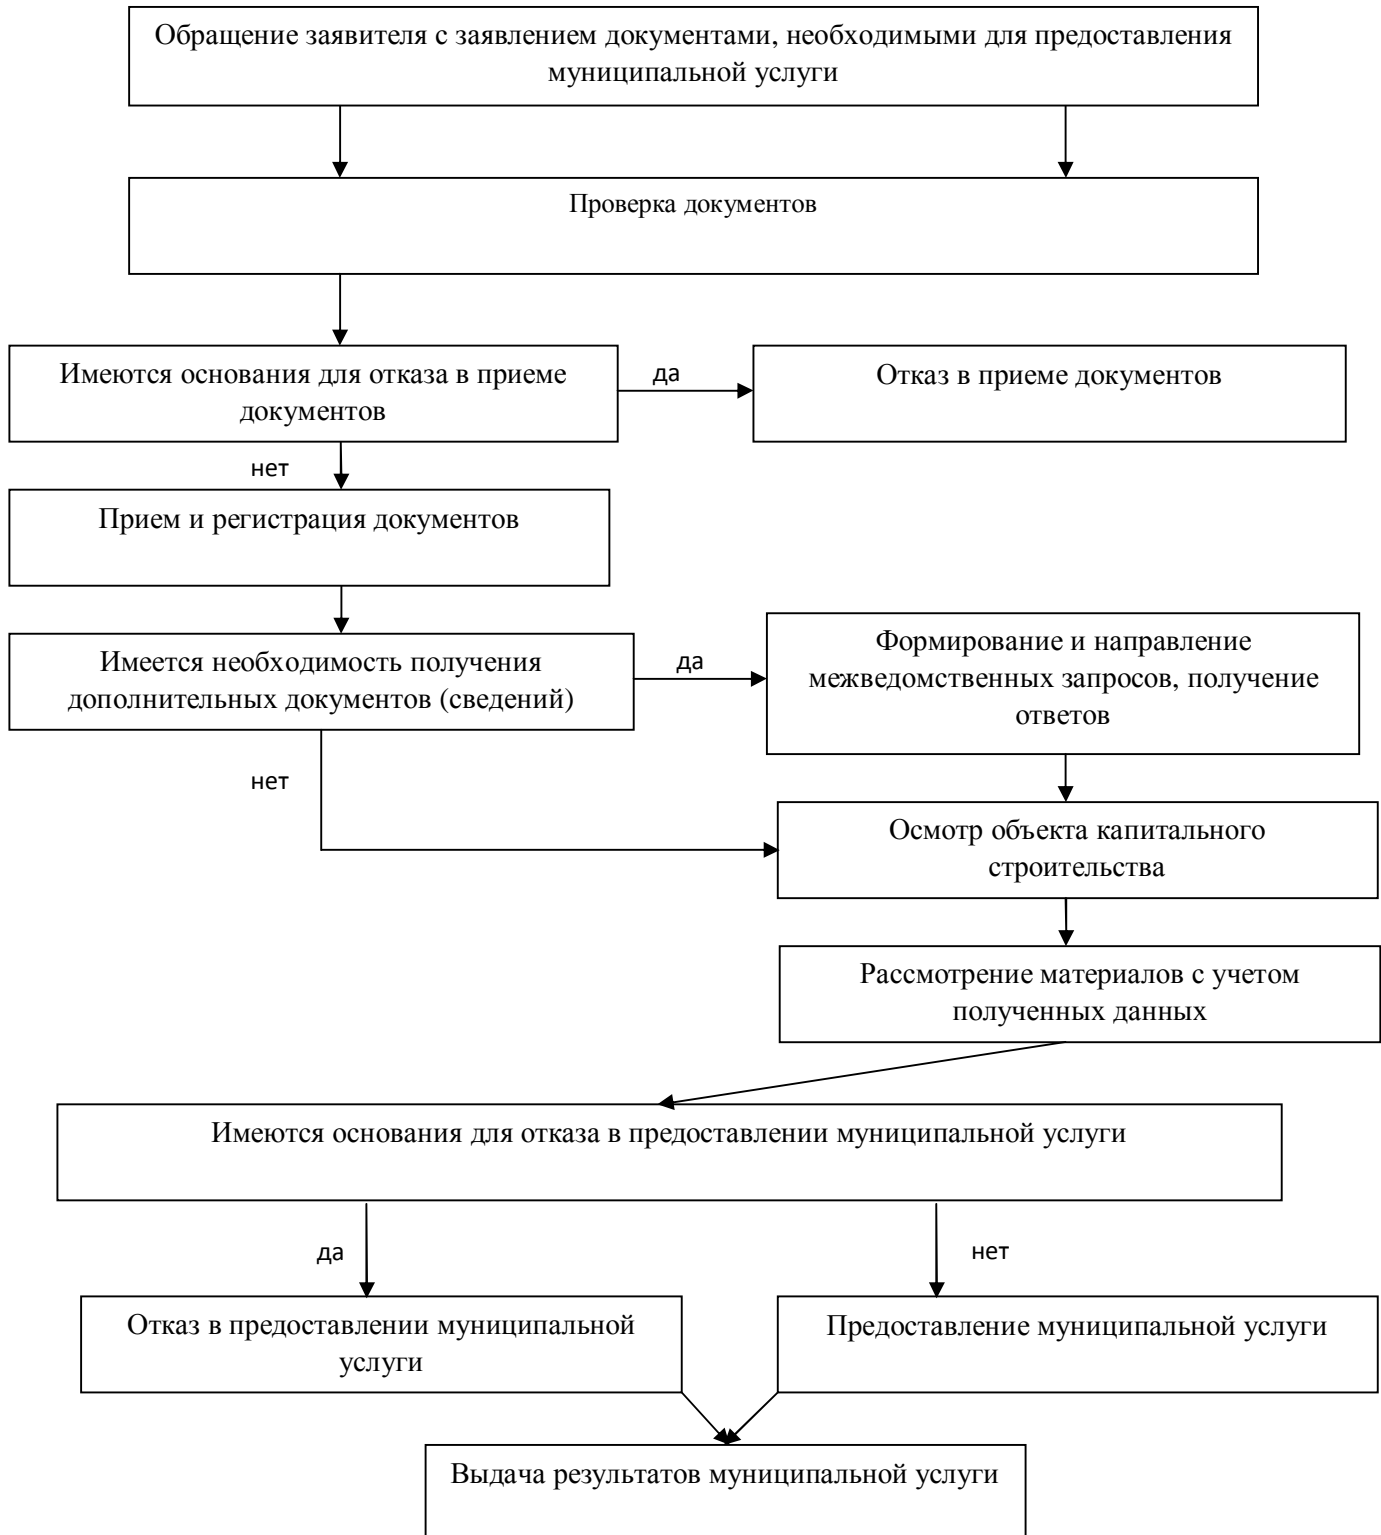 Обращение заявителя с заявлением документами, необходимыми для предоставления
муниципальной услуги
Проверка документов
Имеются основания для отказа в приеме
документов
да
Отказ в приеме документов
нет
Прием и регистрация документов
Имеется необходимость получения
дополнительных документов (сведений)
да
Формирование и направление
межведомственных запросов, получение
ответов
нет
Осмотр объекта капитального
строительства
Рассмотрение материалов с учетом
полученных данных
Имеются основания для отказа в предоставлении муниципальной услуги
да
нет
Отказ в предоставлении муниципальной
услуги
Предоставление муниципальной услуги
Выдача результатов муниципальной услуги